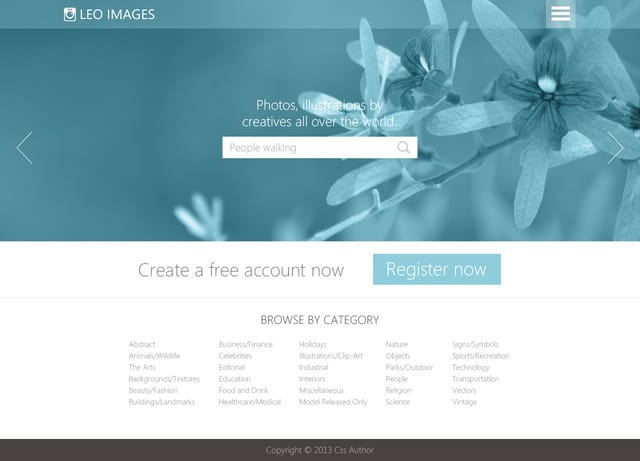 LEO IMAGES
Photos, illustrations by
creatives all over the world.
People walking
Create a free account now
Register now
BROWSE BY CATEGORY
Abstract
Animals/Wildlife
The Arts
Backgrounds/Textures
Beauty/Fashion
Buildings/Landmarks
Business/Finance
Celebrities
Editorial
Education
Food and Drink
Healthcare/Medical
Holidays
Illustrations/Clip-Art
Industrial
Interiors
Miscellaneous
Model Released Only
Nature
Objects
Parks/Outdoor
People
Religion
Science
Signs/Symbols
Sports/Recreation
Technology
Transportation
Vectors
Vintage
Copyright © 2013 Css Author